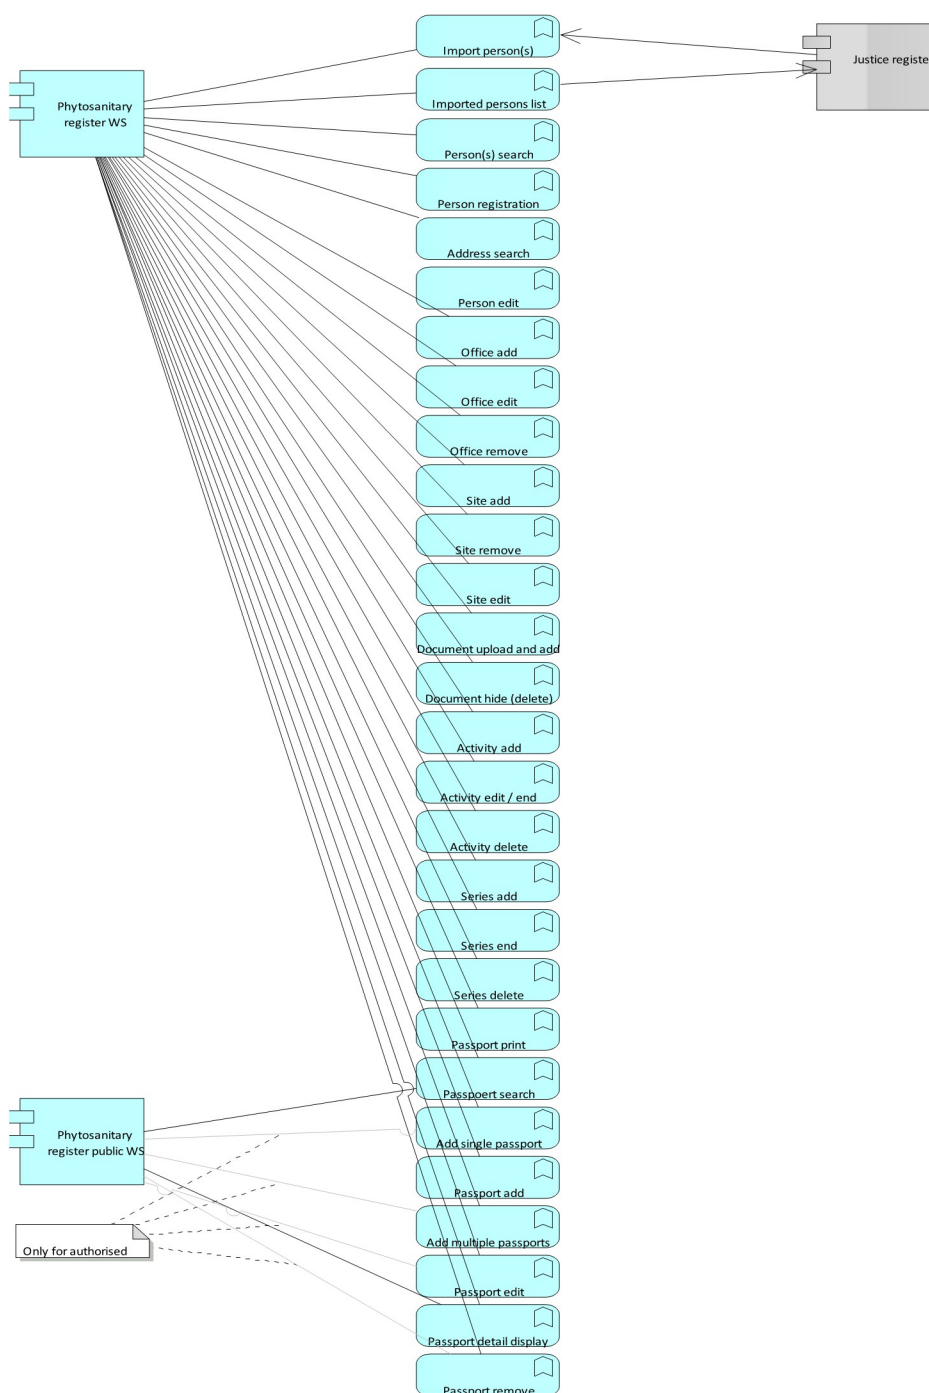 Import person(s)
Justice registe
Imported persons list
Phytosanitary
register WS
Person(s) search
Person registration
Address search
Person edit
Office add
Office edit
Office remove
Site add
Site remove
Site edit
Document upload and add
Document hide (delete)
Activity add
Activity edit / end
Activity delete
Series add
Series end
Series delete
Passport print
Passpoert search
Phytosanitary
register public WS
Add single passport
Passport add
Add multiple passports
Only for authorised
Passport edit
Passport detail display
Passport remove